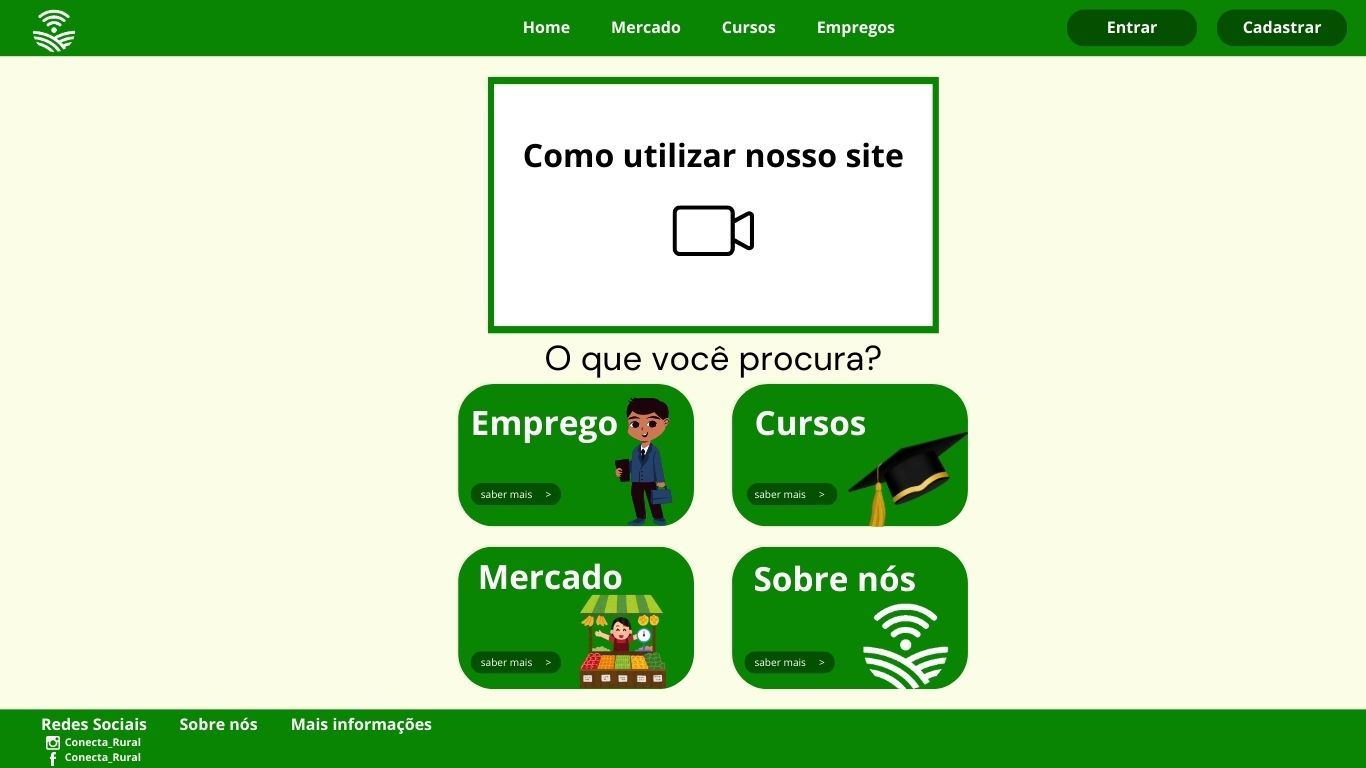 Home Mercado Cursos Empregos Entrar Cadastrar
Como utilizar nosso site
O que você procura?
Emprego
saber mais >
Cursos
saber mais >
Mercado
saber mais >
Sobre nós
saber mais >
Redes Sociais Sobre nós Mais informações
Conecta_Rural
Conecta_Rural